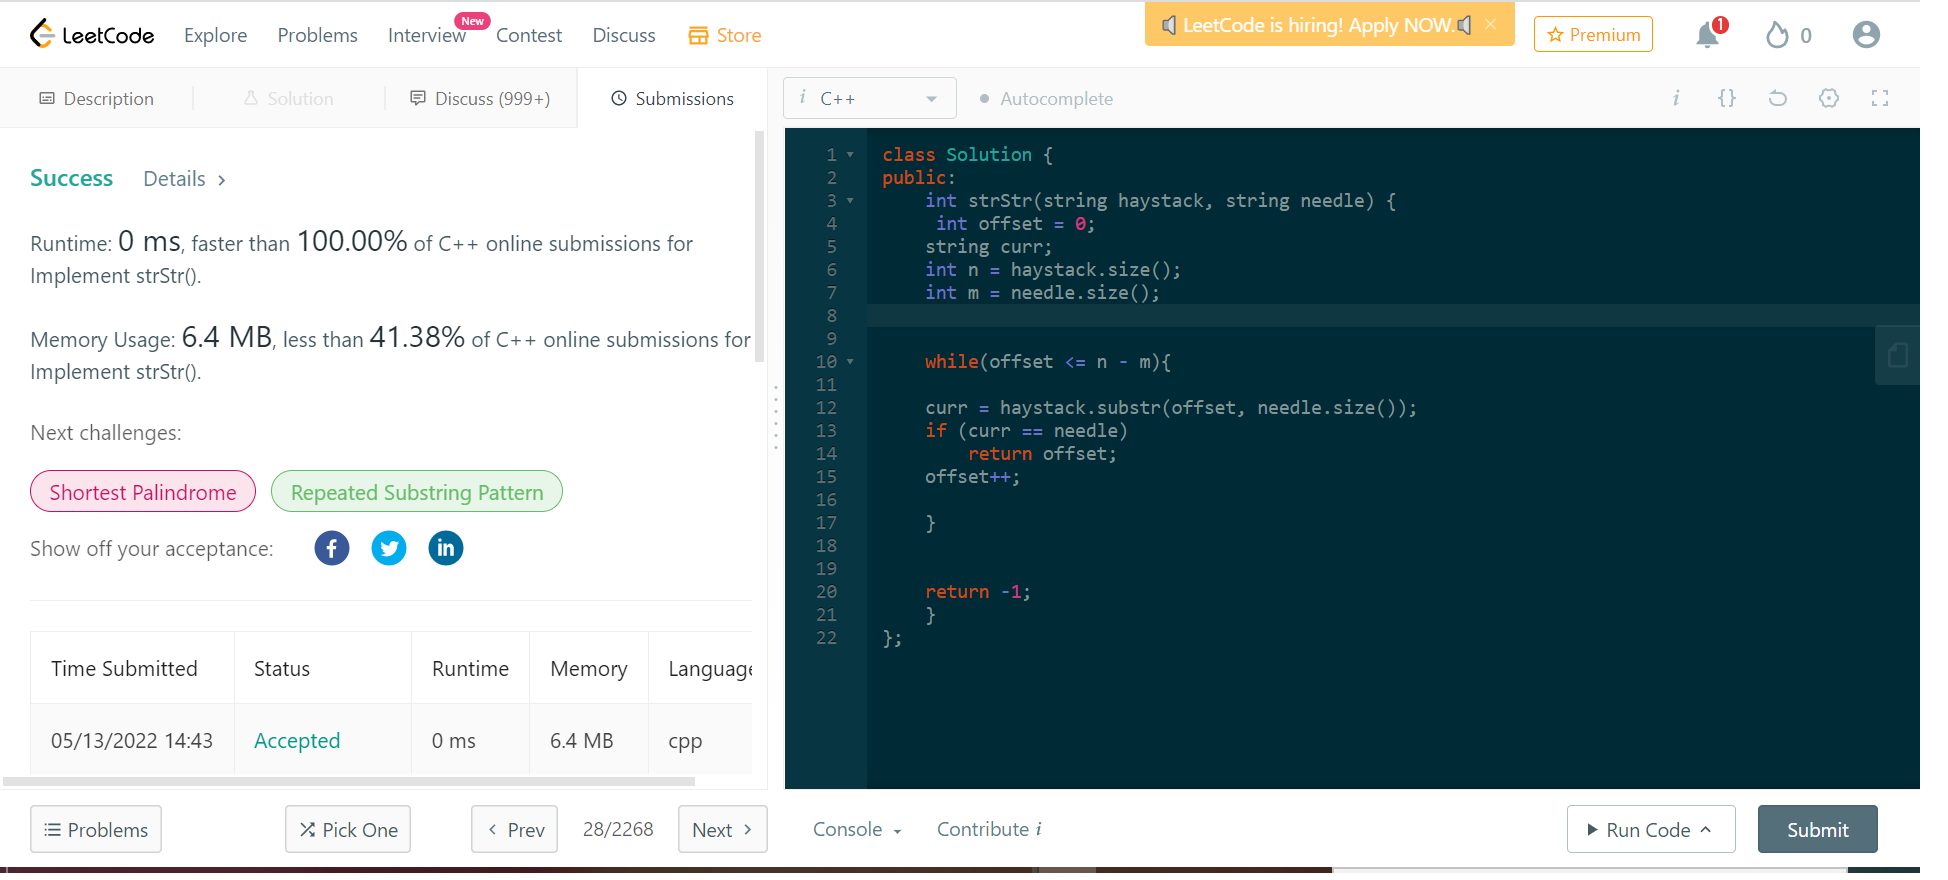 LeetCode Explore Problems Interview New Contest Discuss Store LeetCode is hiring! Apply NOW. × Premium 1 0
Description Solution Discuss (999+) Submissions
i C++ Autocomplete i {}
Success Details >
Runtime: 0 ms, faster than 100.00% of C++ online submissions for
Implement strStr().
Memory Usage: 6.4 MB, less than 41.38% of C++ online submissions for
Implement strStr().
Next challenges:
Shortest Palindrome Repeated Substring Pattern
Show off your acceptance: f in
Time Submitted Status Runtime Memory Language
05/13/2022 14:43 Accepted 0 ms 6.4 MB cpp
1 class Solution {
2 public:
3     int strStr(string haystack, string needle) {
4      int offset = 0;
5     string curr;
6     int n = haystack.size();
7     int m = needle.size();
8
9
10     while(offset <= n - m){
11
12     curr = haystack.substr(offset, needle.size());
13     if (curr == needle)
14         return offset;
15     offset++;
16
17     }
18
19
20     return -1;
21     }
22 };
Problems Pick One < Prev 28/2268 Next > Console Contribute i Run Code Submit